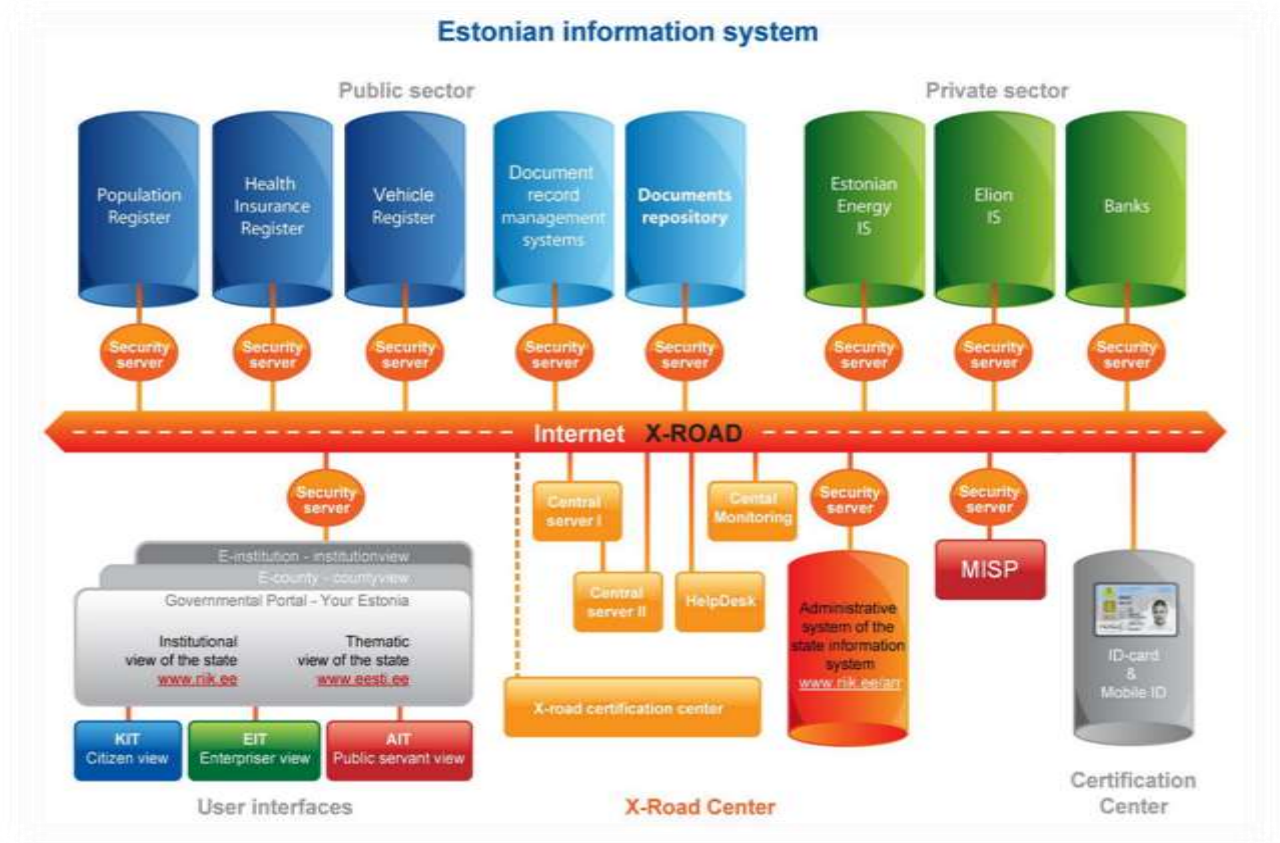 Estonian information system
Public sector
Private sector
Population
Register
Health
Insurance
Register
Vehicle
Register
Document
record
management
systems
Documents
repository
Estonian
Energy
IS
Elion
IS
Banks
Security
server
Security
server
Security
server
Security
server
Security
server
Security
server
Security
server
Security
server
Internet X-ROAD
Security
server
E-institution - institutionview
E-county - countyview
Governmental Portal - Your Estonia
Institutional
view of the state
www.riik.ee
Thematic
view of the state
www.eesti.ee
KIT
Citizen view
EIT
Enterpriser view
AIT
Public servant view
User interfaces
Central
server I
Central
server II
HelpDesk
Cental
Monitoring
X-road certification center
Security
server
Administrative
system of the
state information
system
www.riik.ee/arr
X-Road Center
Security
server
MISP
ID-card
&
Mobile ID
Certification
Center